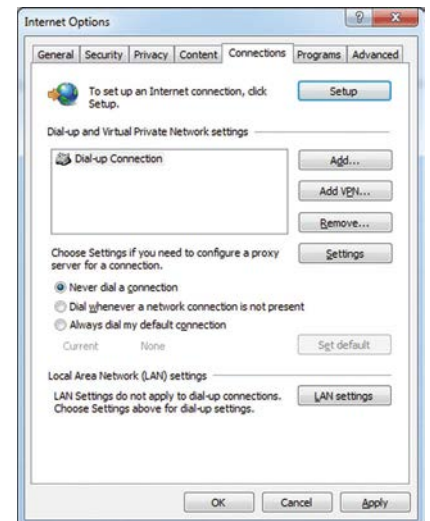 Internet Options
General Security Privacy Content Connections Programs Advanced
To set up an Internet connection, click
Setup.
Setup
Dial-up and Virtual Private Network settings
Dial-up Connection
Add...
Add VPN...
Remove...
Choose Settings if you need to configure a proxy
server for a connection.
Settings
Never dial a connection
Dial whenever a network connection is not present
Always dial my default connection
Current None
Set default
Local Area Network (LAN) settings
LAN Settings do not apply to dial-up connections.
Choose Settings above for dial-up settings.
LAN settings
OK Cancel Apply